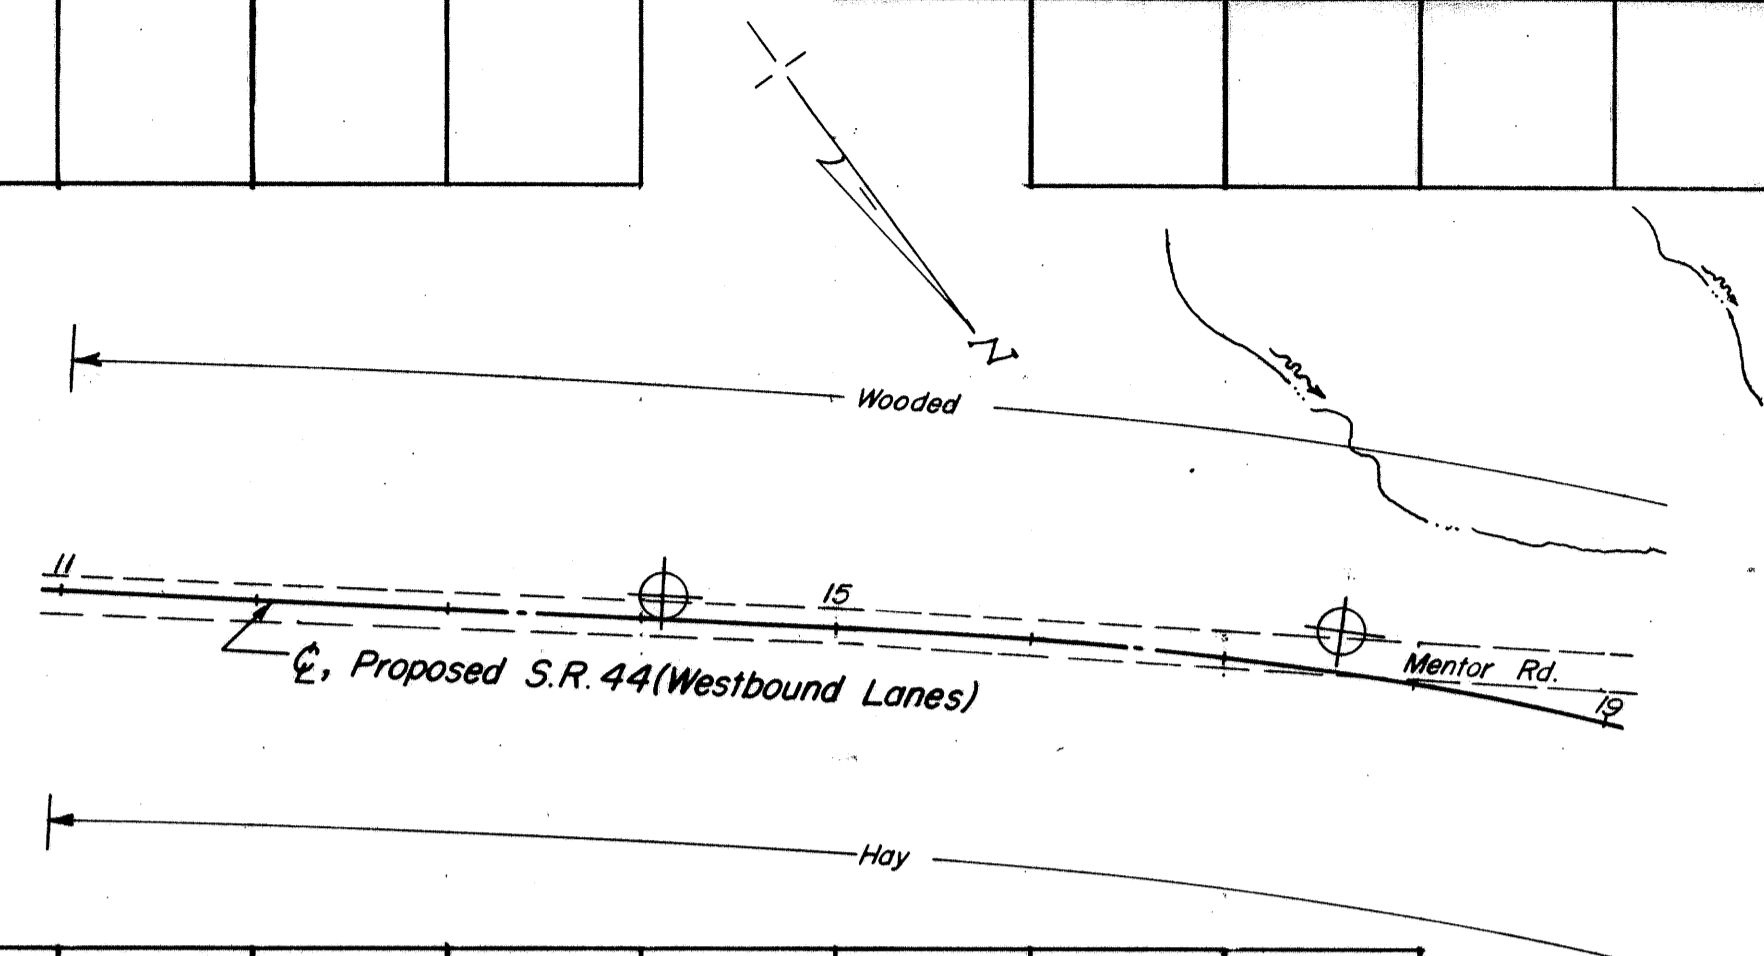 N
Wooded
11
15
Mentor Rd.
℄, Proposed S.R. 44 (Westbound Lanes)
19
Hay